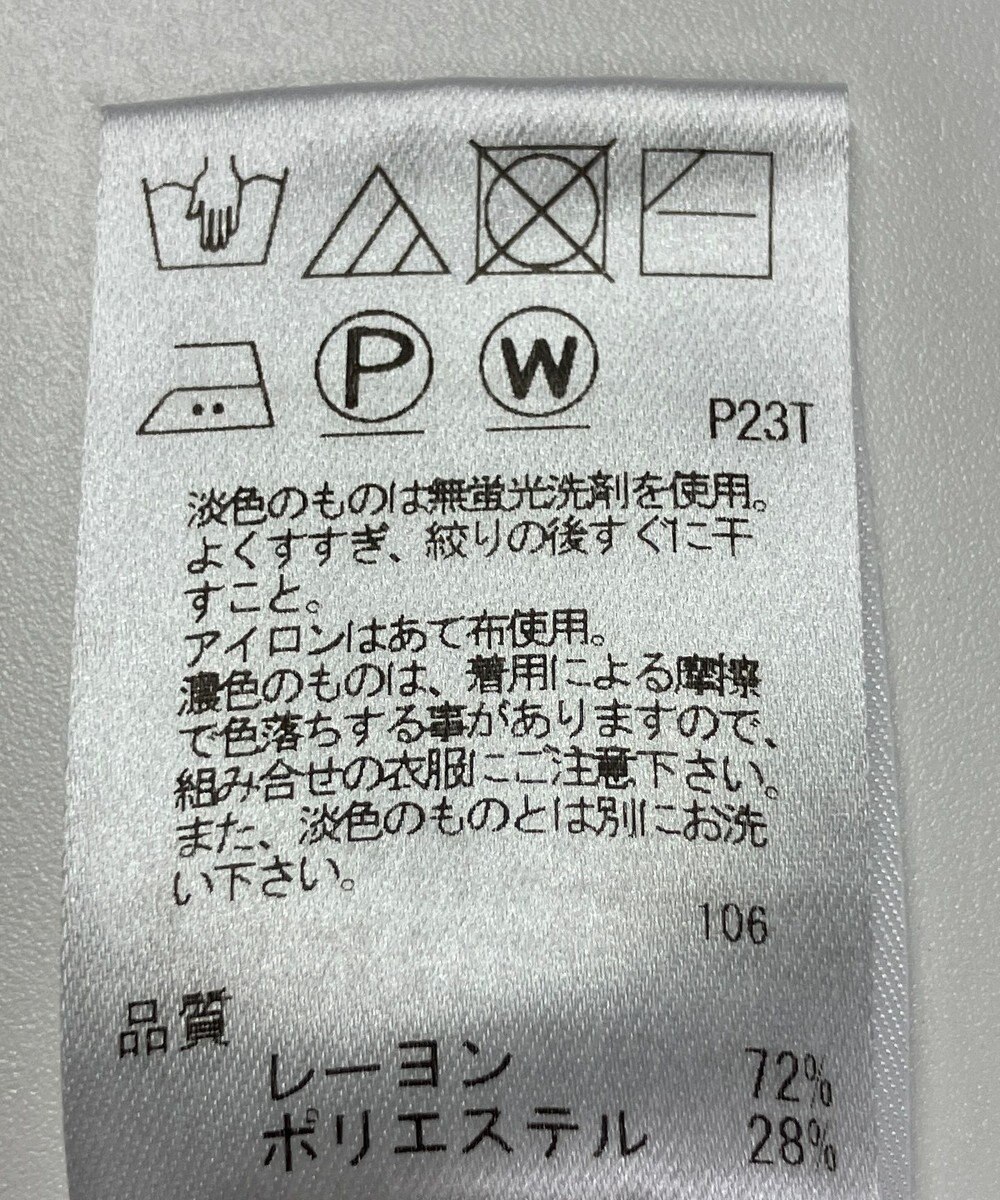 P W P23T
淡色のものは無蛍光洗剤を使用。
よくすすぎ、絞りの後すぐに干
すこと。
アイロンはあて布使用。
濃色のものは、着用による摩擦
で色落ちする事がありますので、
組み合せの衣服にご注意下さい。
また、淡色のものとは別にお洗
い下さい。
106
品質
レーヨン 72%
ポリエステル 28%